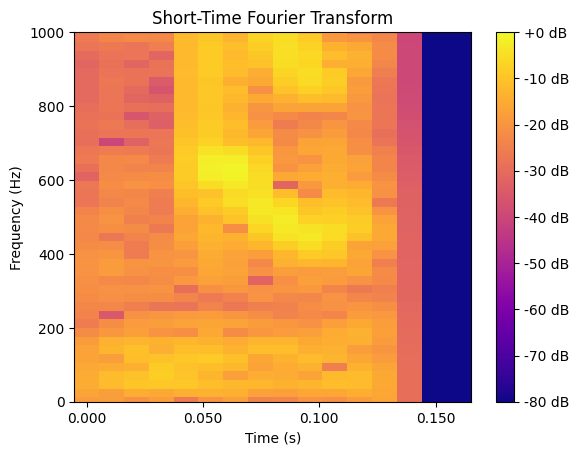 Short-Time Fourier Transform
Frequency (Hz)
1000
800
600
400
200
0
0.000
0.050
0.100
0.150
Time (s)
+0 dB
-10 dB
-20 dB
-30 dB
-40 dB
-50 dB
-60 dB
-70 dB
-80 dB